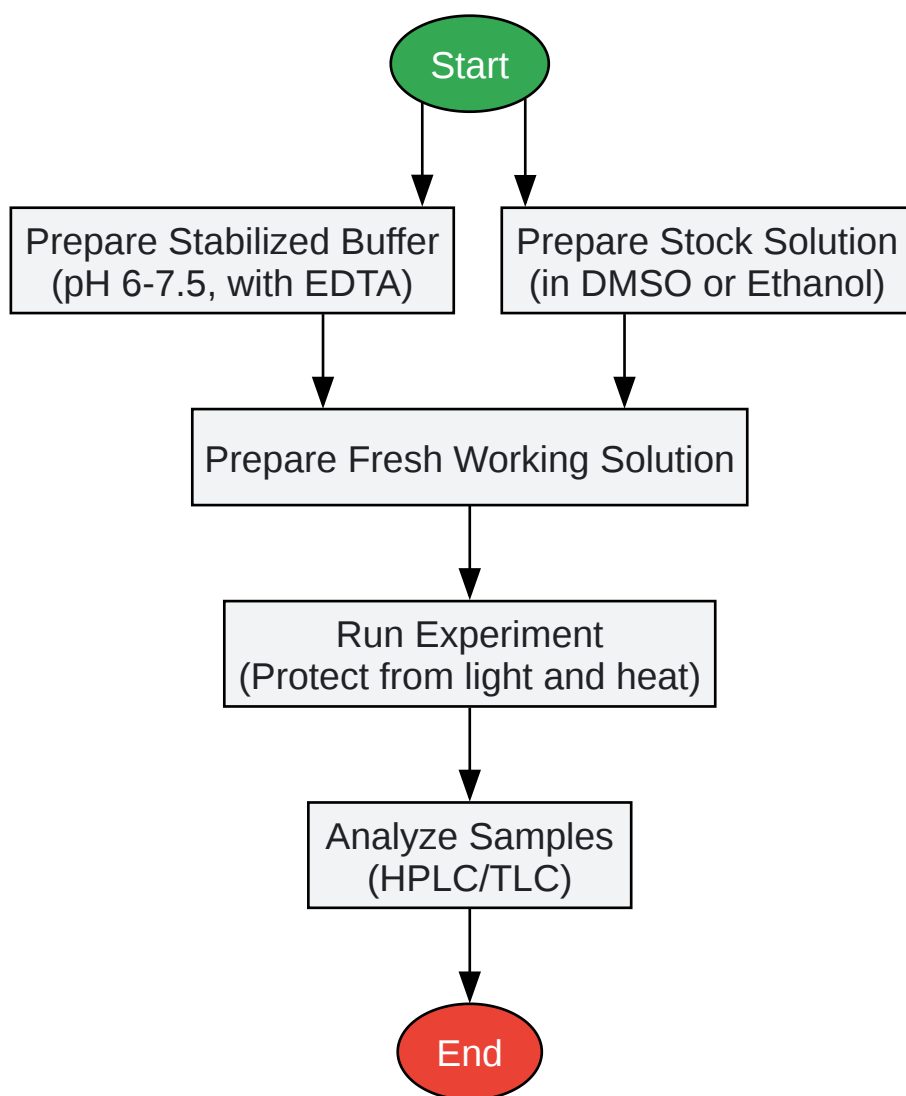 Start
Prepare Stabilized Buffer
(pH 6-7.5, with EDTA)
Prepare Stock Solution
(in DMSO or Ethanol)
Prepare Fresh Working Solution
Run Experiment
(Protect from light and heat)
Analyze Samples
(HPLC/TLC)
End